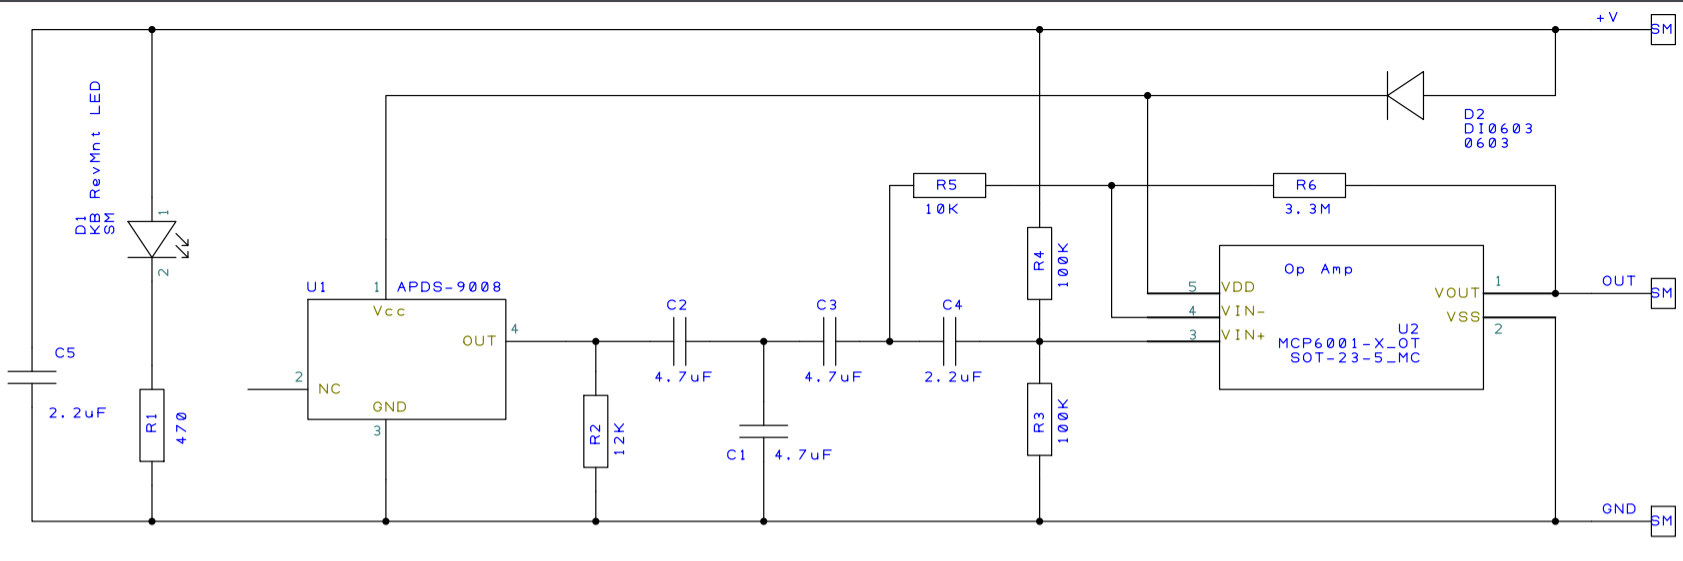 +V
SM
D1
KB RevMnt LED
SM
1
2
D2
DI0603
0603
R5
10K
R6
3.3M
R4
100K
Op Amp
U1
1
APDS-9008
Vcc
OUT
4
2
NC
GND
3
C2
4.7uF
C3
4.7uF
C4
2.2uF
5
VDD
4
VIN-
3
VIN+
VOUT
1
VSS
2
U2
MCP6001-X_OT
SOT-23-5_MC
OUT
SM
C5
2.2uF
R1
470
R2
12K
C1
4.7uF
R3
100K
GND
SM